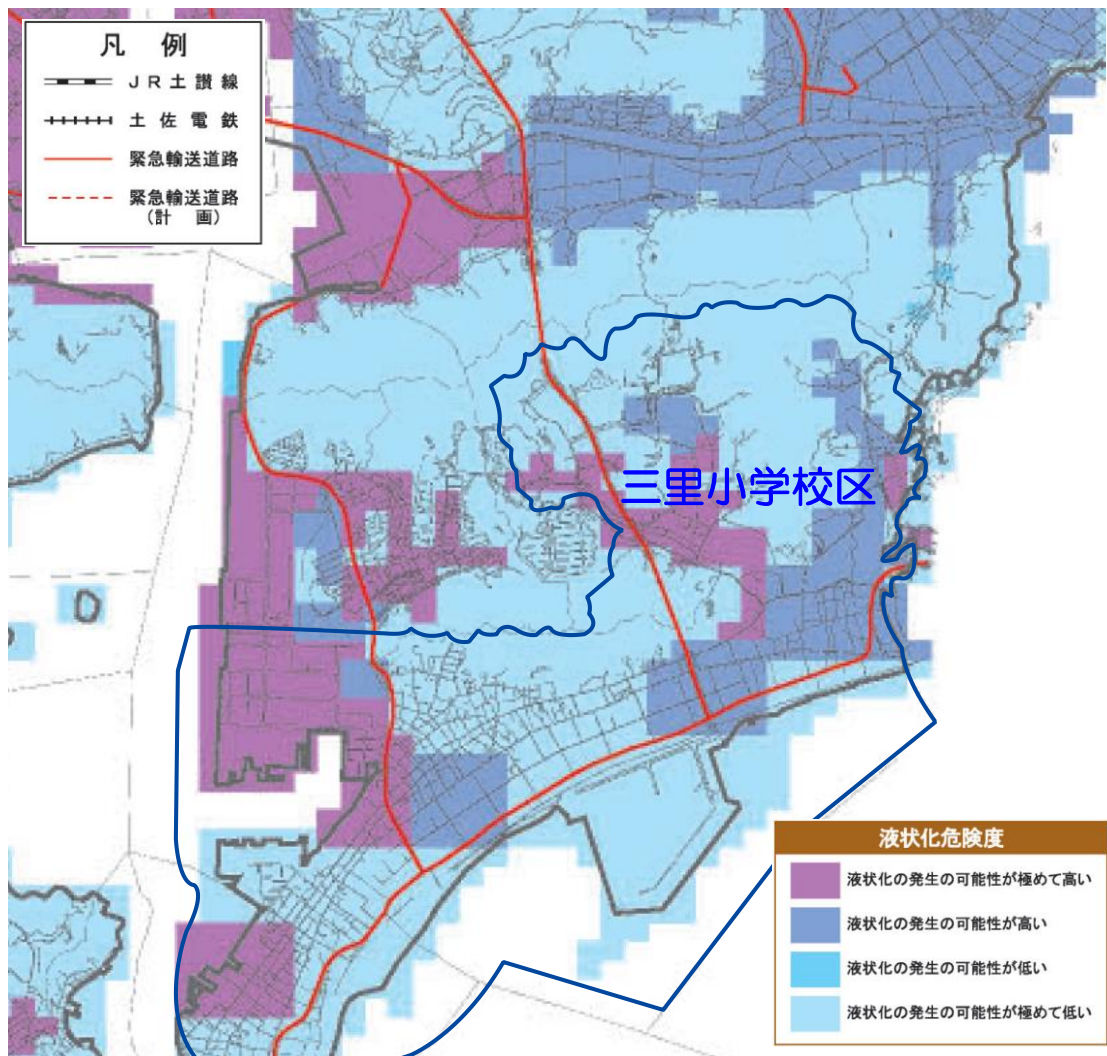 凡 例
JR土讃線
土佐電鉄
緊急輸送道路
緊急輸送道路
(計 画)
三里小学校区
液状化危険度
液状化の発生の可能性が極めて高い
液状化の発生の可能性が高い
液状化の発生の可能性が低い
液状化の発生の可能性が極めて低い